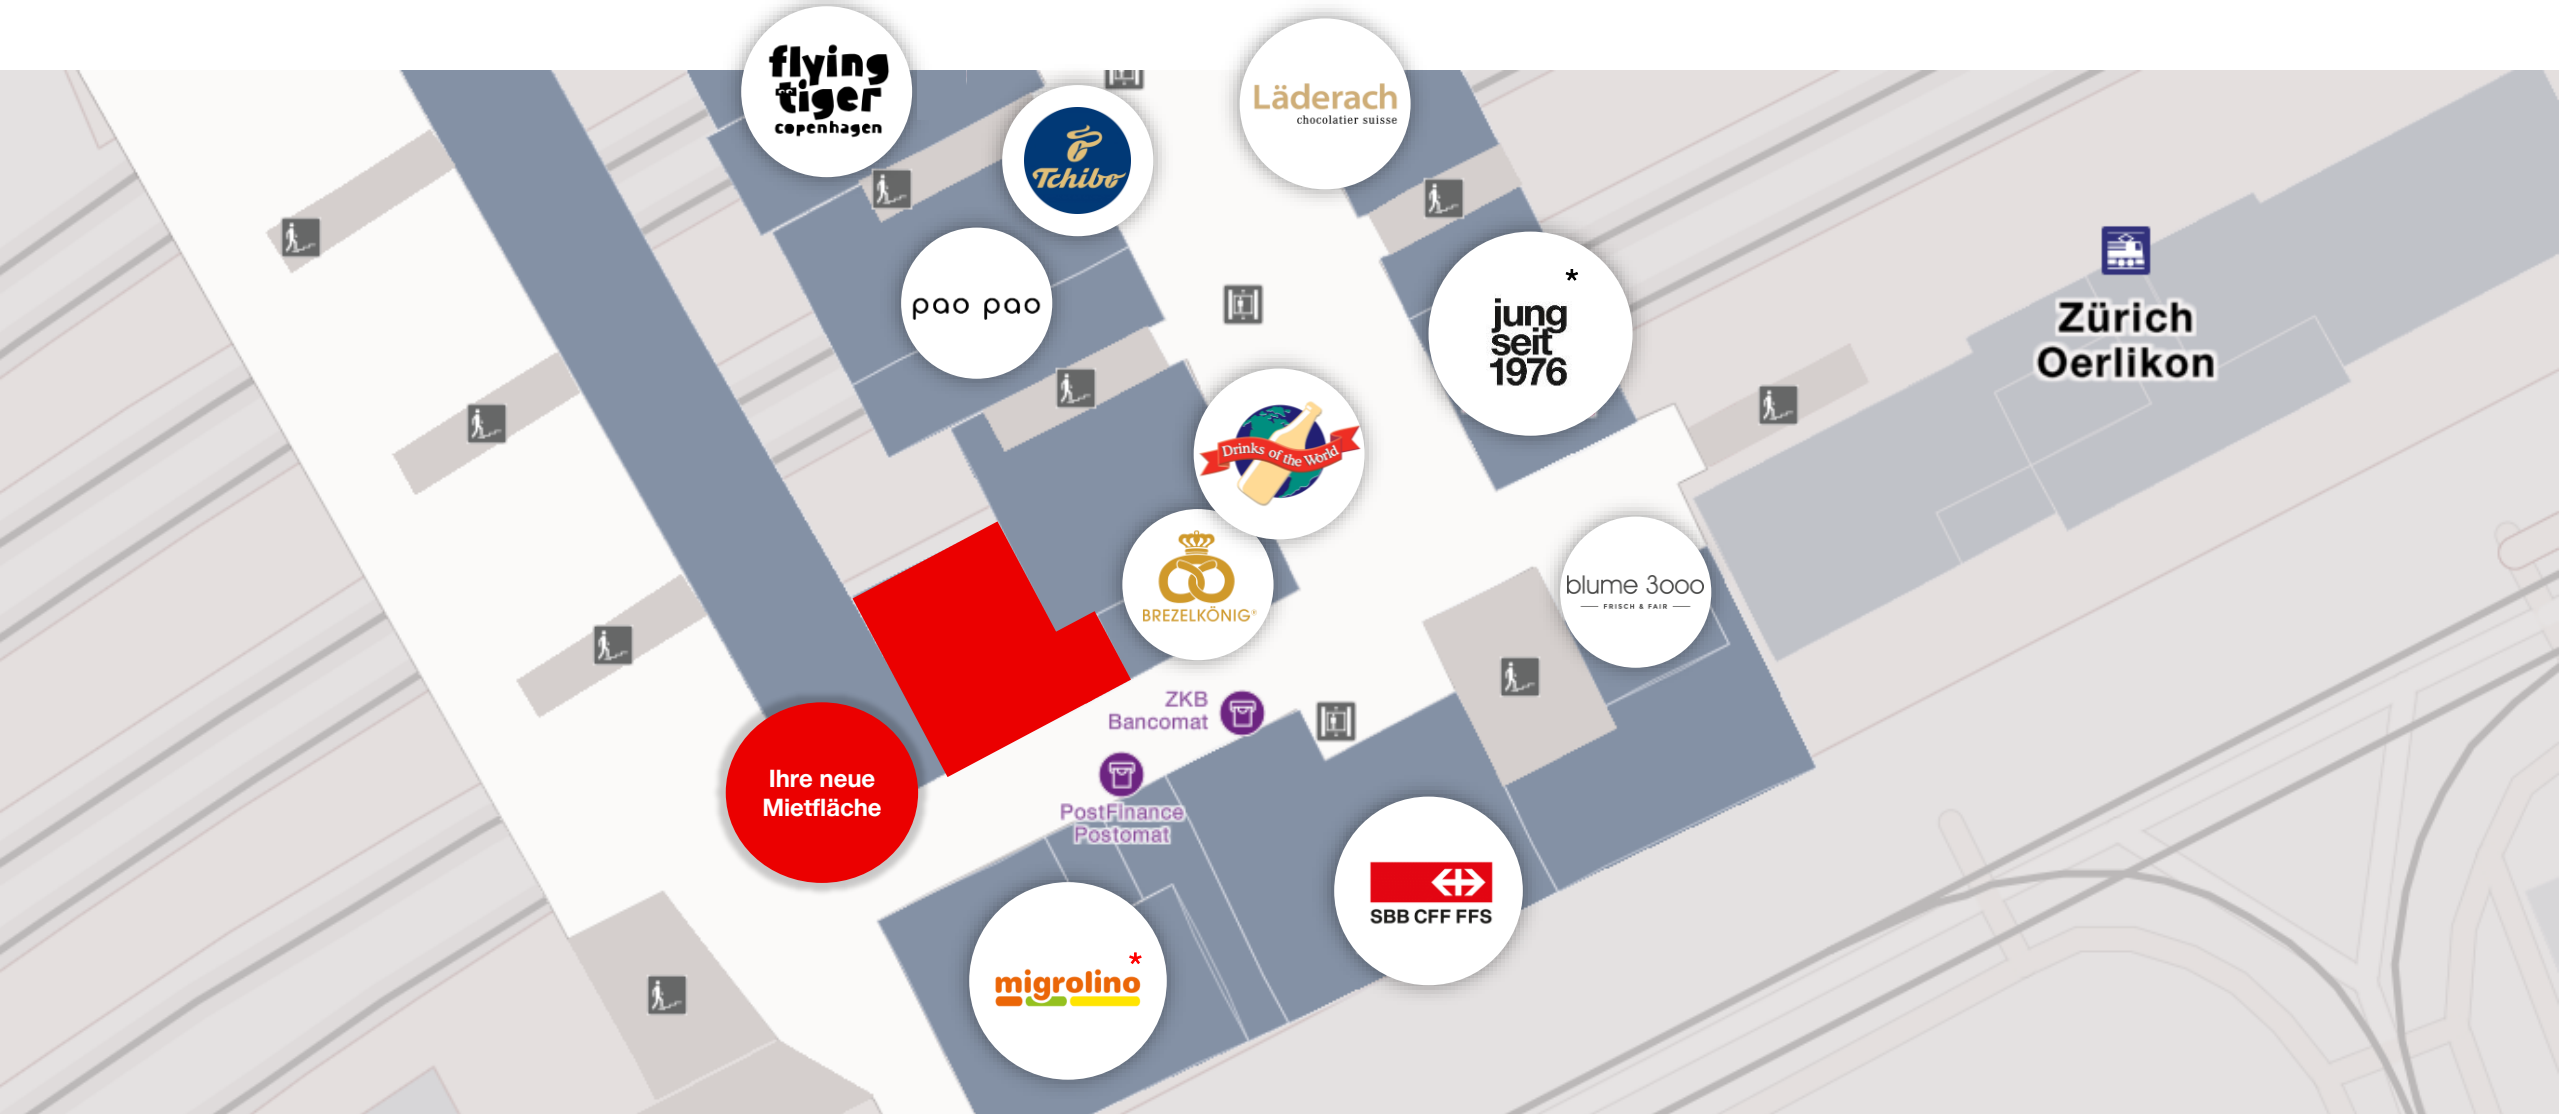 flying
tiger
copenhagen
Läderach
chocolatier suisse
Tchibo
pao pao
*
jung
seit
1976
Zürich
Oerlikon
Drinks of the World
BREZELKÖNIG®
blume 3000
FRISCH & FAIR
ZKB
Bancomat
PostFinance
Postomat
Ihre neue
Mietfläche
SBB CFF FFS
*
migrolino